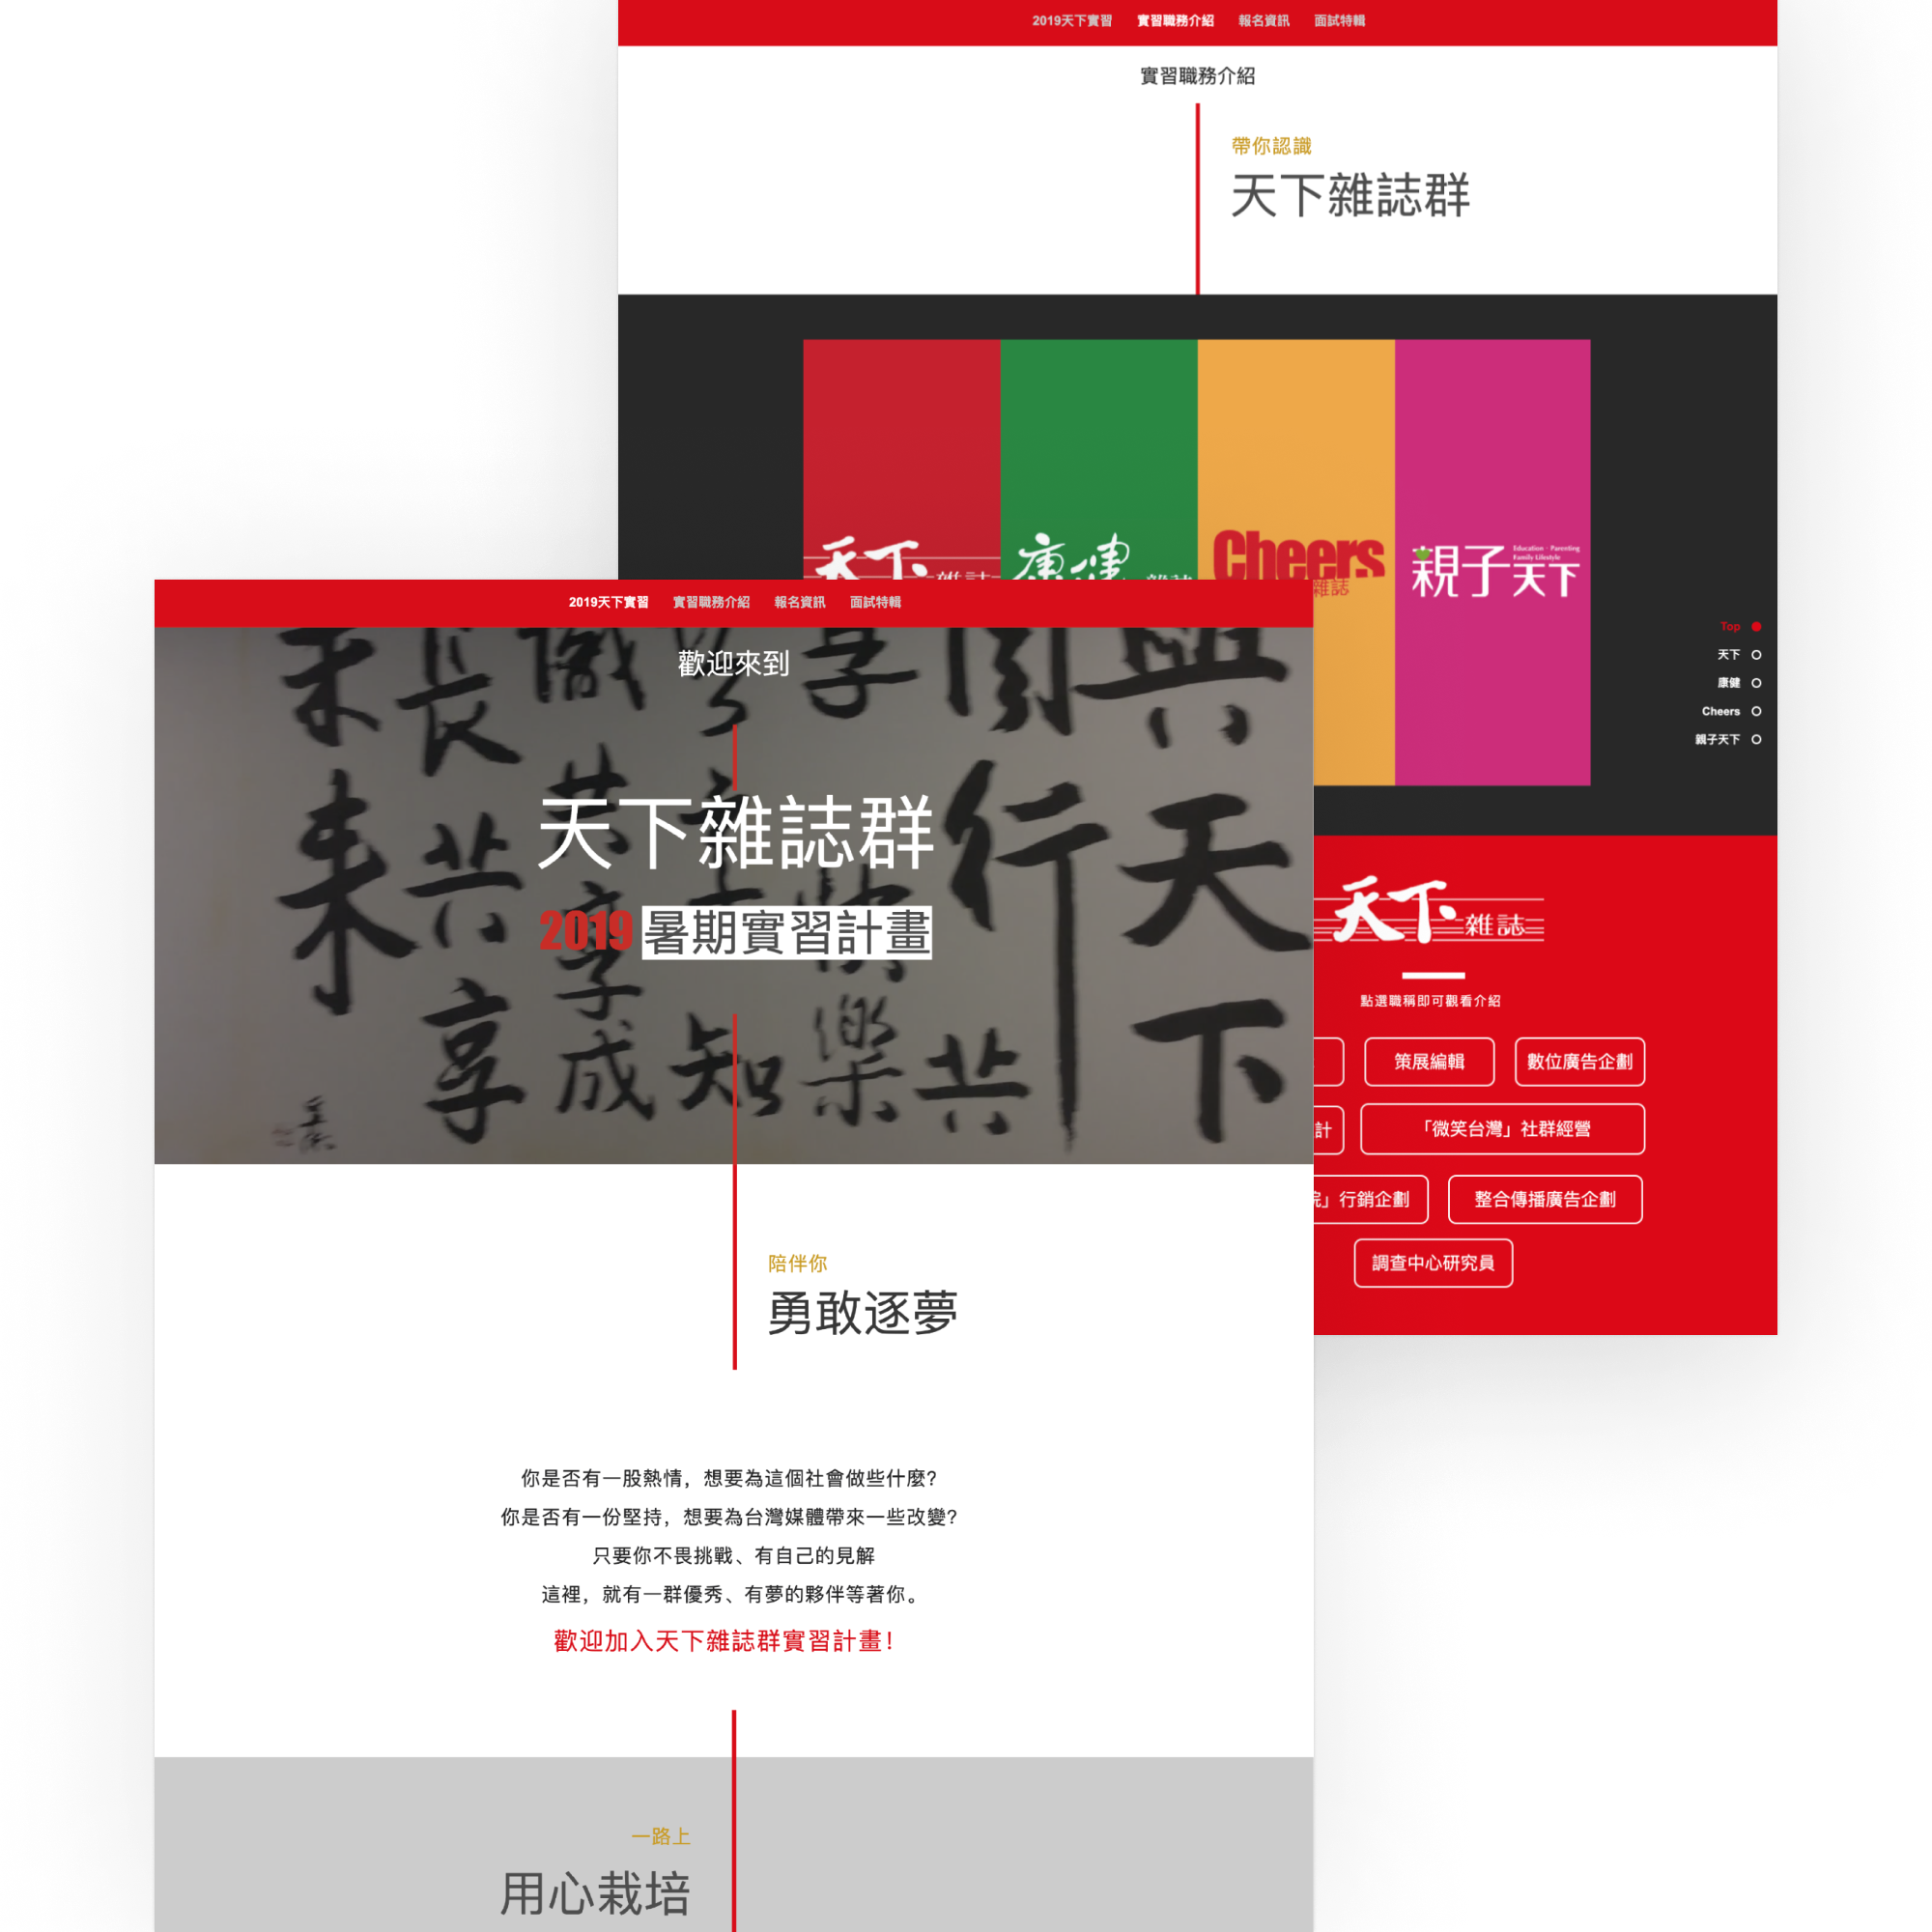 2019天下實習 實習職務介紹 報名資訊 面試特輯
實習職務介紹
帶你認識
天下雜誌群
天下
康健
Cheers
雜誌
親子天下
Education · Parenting
Family Lifestyle
Top
天下
康健
Cheers
親子天下
天下雜誌
點選職稱即可觀看介紹
策展編輯
數位廣告企劃
計
「微笑台灣」社群經營
」行銷企劃
整合傳播廣告企劃
調查中心研究員
2019天下實習 實習職務介紹 報名資訊 面試特輯
歡迎來到
天下雜誌群
2019 暑期實習計畫
與天下
行
共
知
成
長
共
享
未
來
陪伴你
勇敢逐夢
你是否有一股熱情，想要為這個社會做些什麼?
你是否有一份堅持，想要為台灣媒體帶來一些改變?
只要你不畏挑戰、有自己的見解
這裡，就有一群優秀、有夢的夥伴等著你。
歡迎加入天下雜誌群實習計畫！
一路上
用心栽培